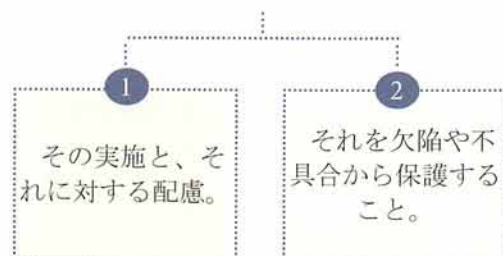 1
その実施と、そ
れに対する配慮。
2
それを欠陥や不
具合から保護する
こと。